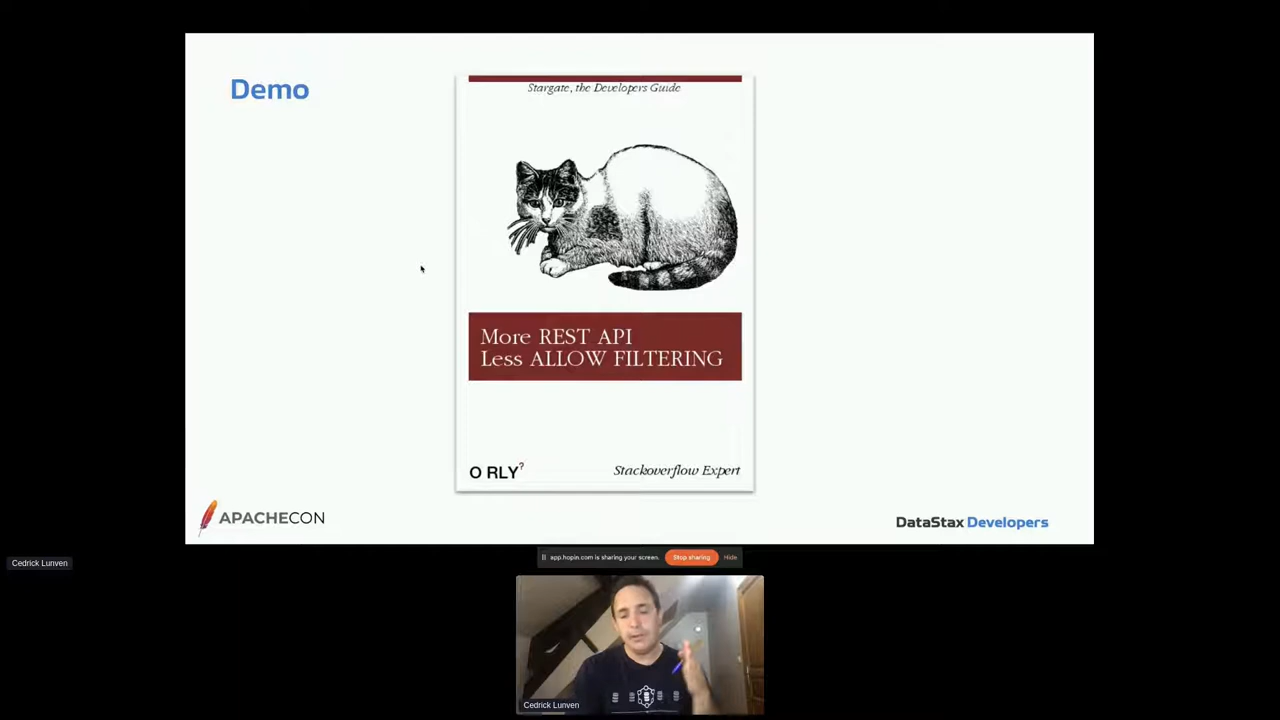 Demo
Stargate, the Developers Guide
More REST API
Less ALLOW FILTERING
O RLY?
Stackoverflow Expert
APACHECON
DataStax Developers
app.hopin.com is sharing your screen.
Stop sharing
Hide
Cedrick Lunven
Cedrick Lunven